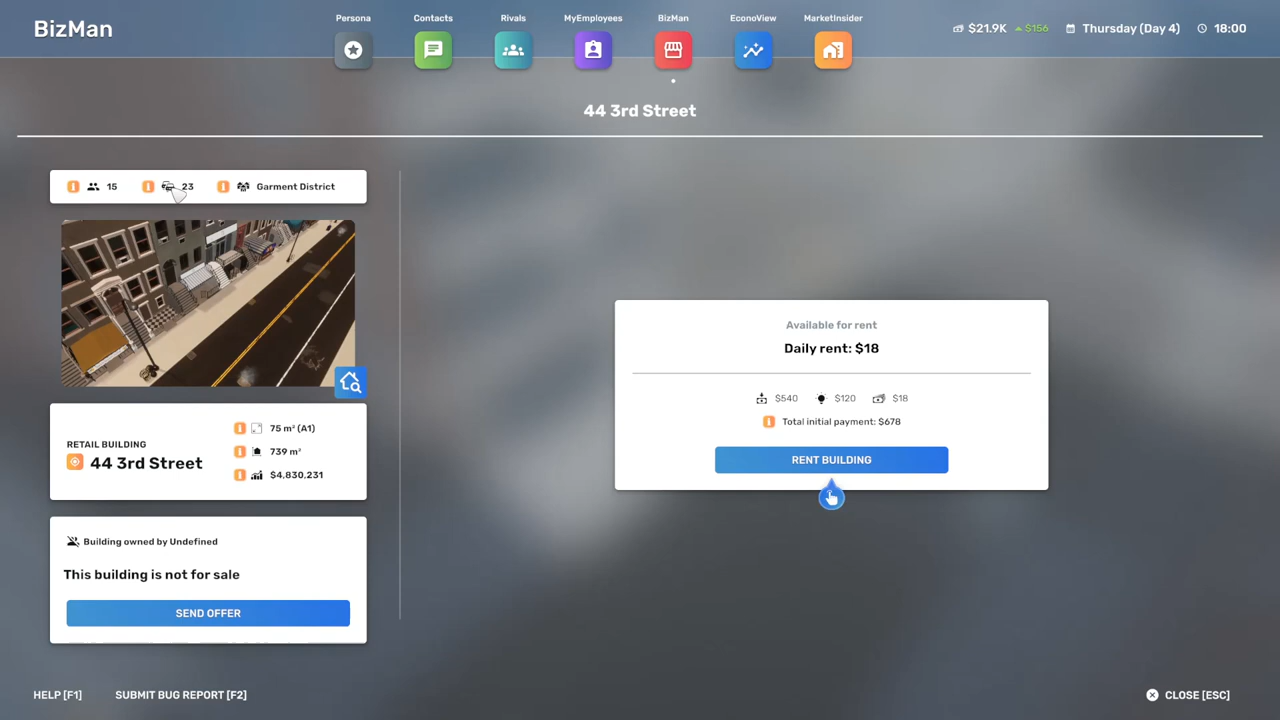 BizMan
Persona
Contacts
Rivals
MyEmployees
BizMan
EconoView
MarketInsider
$21.9K $156
Thursday (Day 4)
18:00
44 3rd Street
15
23
Garment District
RETAIL BUILDING
44 3rd Street
75 m² (A1)
739 m²
$4,830,231
Building owned by Undefined
This building is not for sale
SEND OFFER
Available for rent
Daily rent: $18
$540 $120 $18
Total initial payment: $678
RENT BUILDING
HELP [F1]
SUBMIT BUG REPORT [F2]
CLOSE [ESC]